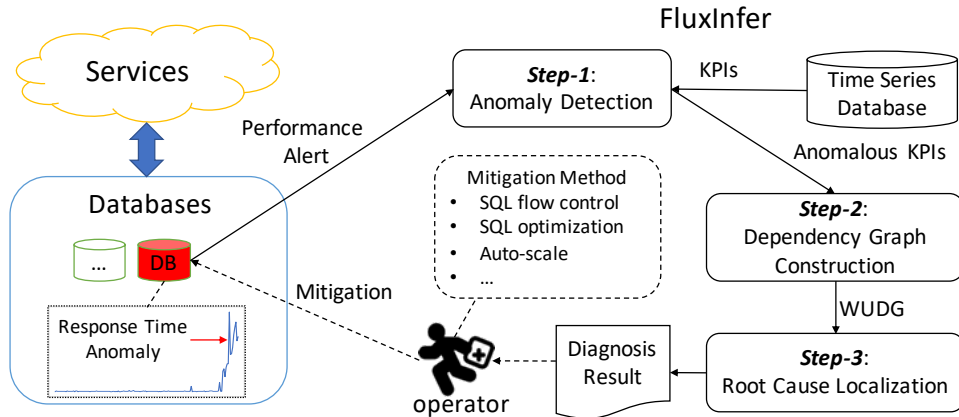 FluxInfer
Services
Step-1:
Anomaly Detection
KPIs
Time Series
Database
Performance
Alert
Anomalous KPIs
Databases
...
DB
Response Time
Anomaly
Mitigation
Mitigation Method
• SQL flow control
• SQL optimization
• Auto-scale
• ...
Step-2:
Dependency Graph
Construction
WUDG
Step-3:
Root Cause Localization
Diagnosis
Result
operator